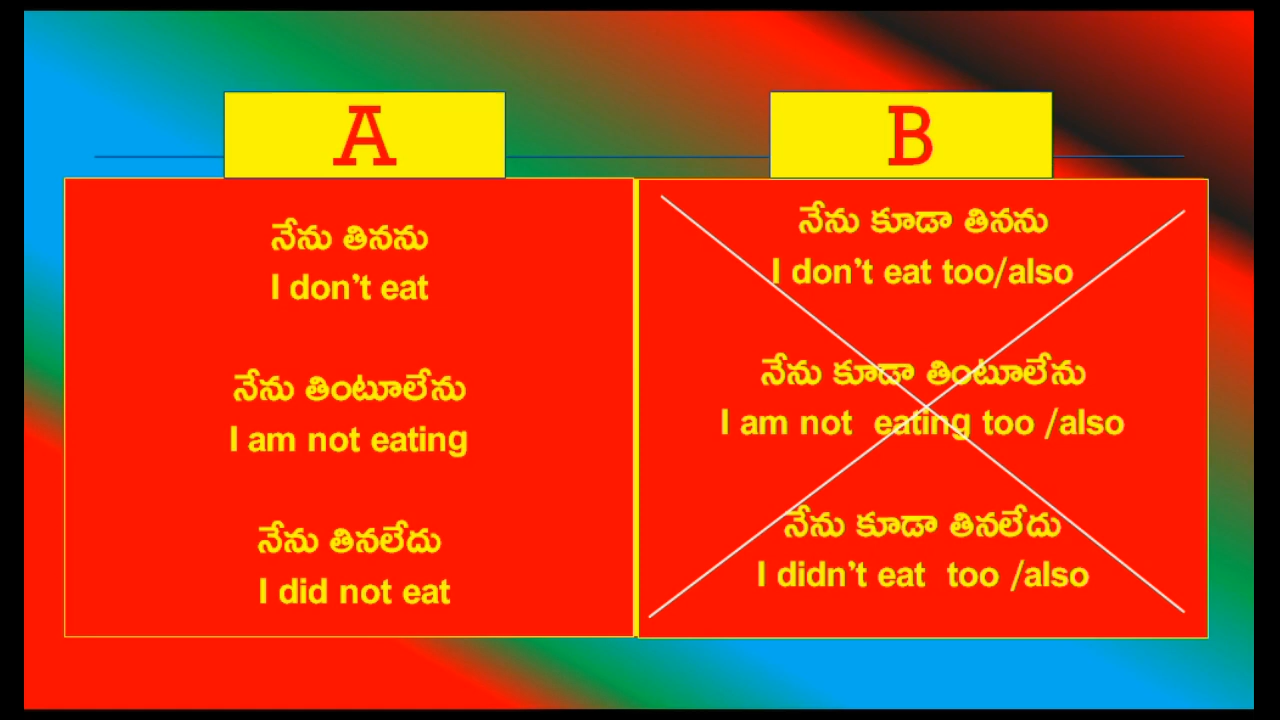 A
నేను తినను
I don't eat
నేను తింటూలేను
I am not eating
నేను తినలేదు
I did not eat
B
నేను కూడా తినను
I don't eat too/also
నేను కూడా తింటూలేను
I am not eating too /also
నేను కూడా తినలేదు
I didn't eat too /also